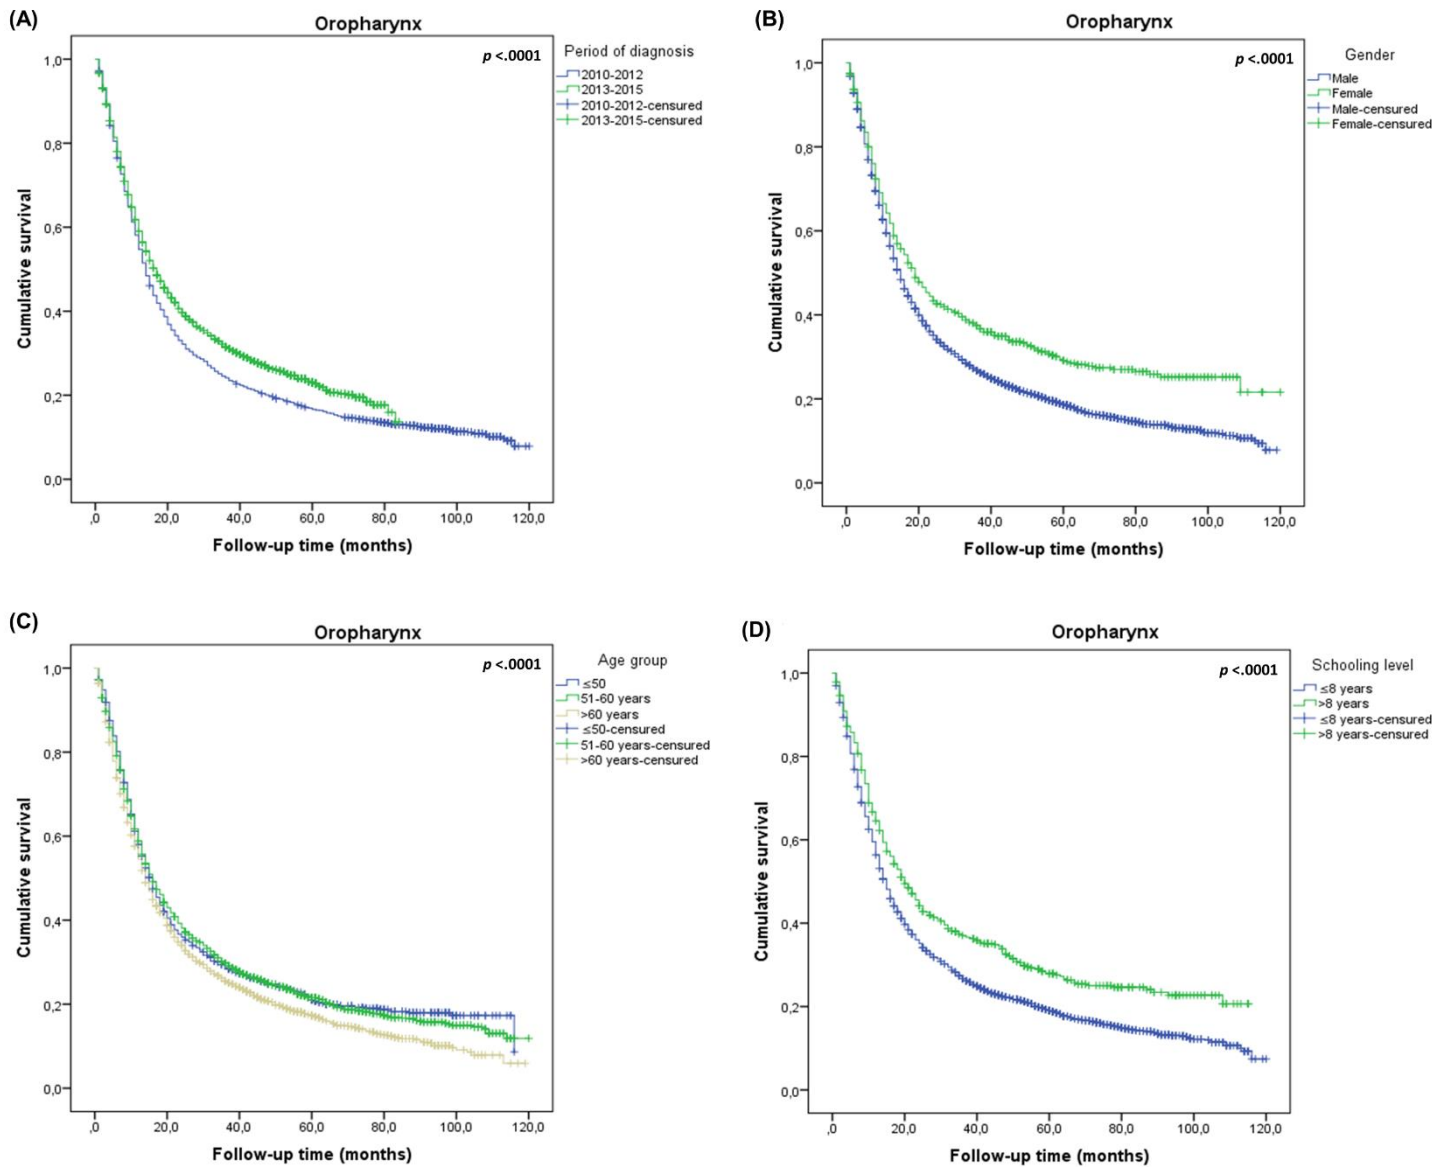 (A)
Oropharynx
p <.0001
Period of diagnosis
2010-2012
2013-2015
2010-2012-censured
2013-2015-censured
1,0
0,8
0,6
0,4
0,2
0,0
Cumulative survival
,0 20,0 40,0 60,0 80,0 100,0 120,0
Follow-up time (months)
(B)
Oropharynx
p <.0001
Gender
Male
Female
Male-censured
Female-censured
1,0
0,8
0,6
0,4
0,2
0,0
Cumulative survival
,0 20,0 40,0 60,0 80,0 100,0 120,0
Follow-up time (months)
(C)
Oropharynx
p <.0001
Age group
≤50
51-60 years
>60 years
≤50-censured
51-60 years-censured
>60 years-censured
1,0
0,8
0,6
0,4
0,2
0,0
Cumulative survival
,0 20,0 40,0 60,0 80,0 100,0 120,0
Follow-up time (months)
(D)
Oropharynx
p <.0001
Schooling level
≤8 years
>8 years
≤8 years-censured
>8 years-censured
1,0
0,8
0,6
0,4
0,2
0,0
Cumulative survival
,0 20,0 40,0 60,0 80,0 100,0 120,0
Follow-up time (months)